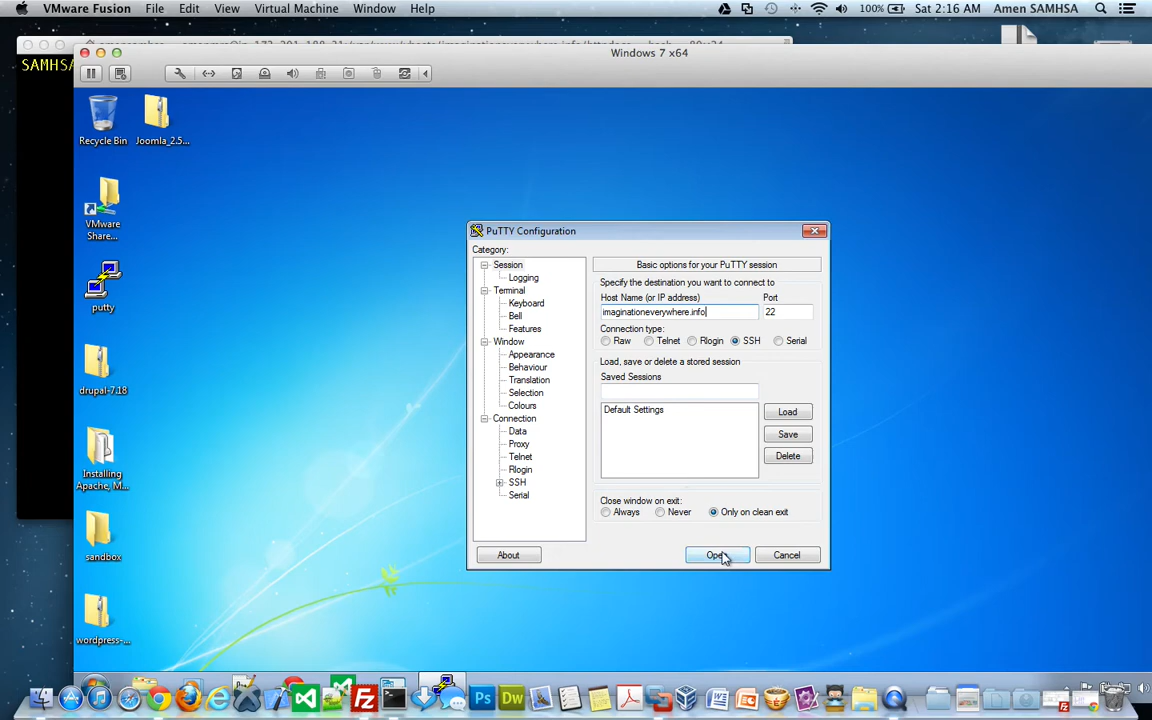 VMware Fusion File Edit View Virtual Machine Window Help 100% Sat 2:16 AM Amen SAMHSA
Windows 7 x64
SAMHSA
Recycle Bin
Joomla_2.5...
VMware
Share...
putty
drupal-7.18
Installing
Apache, M...
sandbox
wordpress-...
PuTTY Configuration
Category:
Session
Logging
Terminal
Keyboard
Bell
Features
Window
Appearance
Behaviour
Translation
Selection
Colours
Connection
Data
Proxy
Telnet
Rlogin
SSH
Serial
Basic options for your PuTTY session
Specify the destination you want to connect to
Host Name (or IP address) Port
imaginationeverywhere.info 22
Connection type:
Raw Telnet Rlogin SSH Serial
Load, save or delete a stored session
Saved Sessions
Default Settings
Load
Save
Delete
Close window on exit:
Always Never Only on clean exit
About Open Cancel